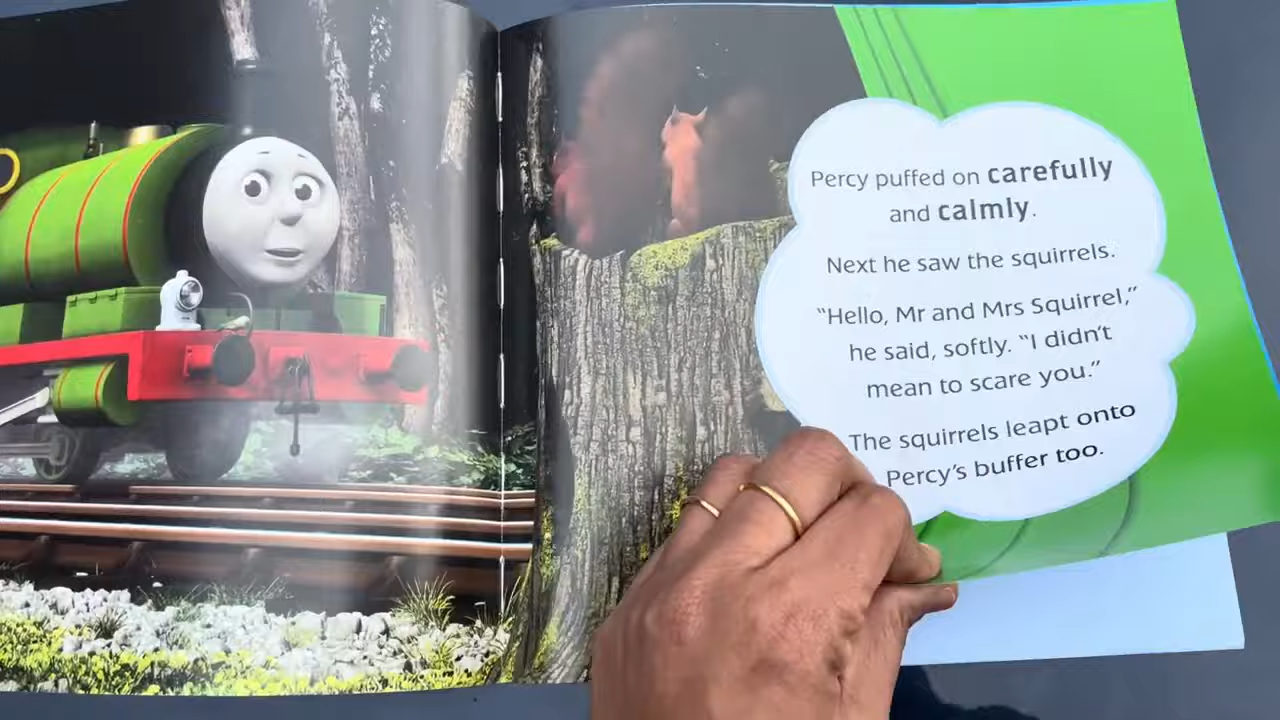 Percy puffed on carefully
and calmly.
Next he saw the squirrels.
“Hello, Mr and Mrs Squirrel,”
he said, softly. “I didn’t
mean to scare you.”
The squirrels leapt onto
Percy’s buffer too.